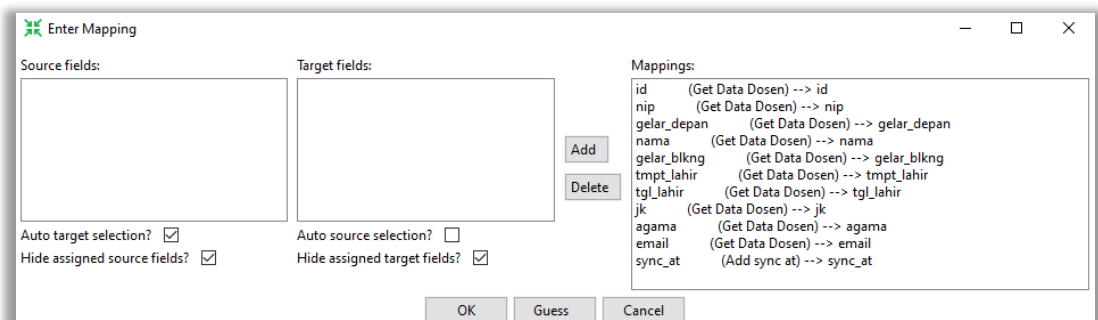 Enter Mapping
Source fields:
Target fields:
Mappings:
id (Get Data Dosen) --> id
nip (Get Data Dosen) --> nip
gelar_depan (Get Data Dosen) --> gelar_depan
nama (Get Data Dosen) --> nama
gelar_blkng (Get Data Dosen) --> gelar_blkng
tmpt_lahir (Get Data Dosen) --> tmpt_lahir
tgl_lahir (Get Data Dosen) --> tgl_lahir
jk (Get Data Dosen) --> jk
agama (Get Data Dosen) --> agama
email (Get Data Dosen) --> email
sync_at (Add sync at) --> sync_at
Add
Delete
Auto target selection?
Auto source selection?
Hide assigned source fields?
Hide assigned target fields?
OK
Guess
Cancel